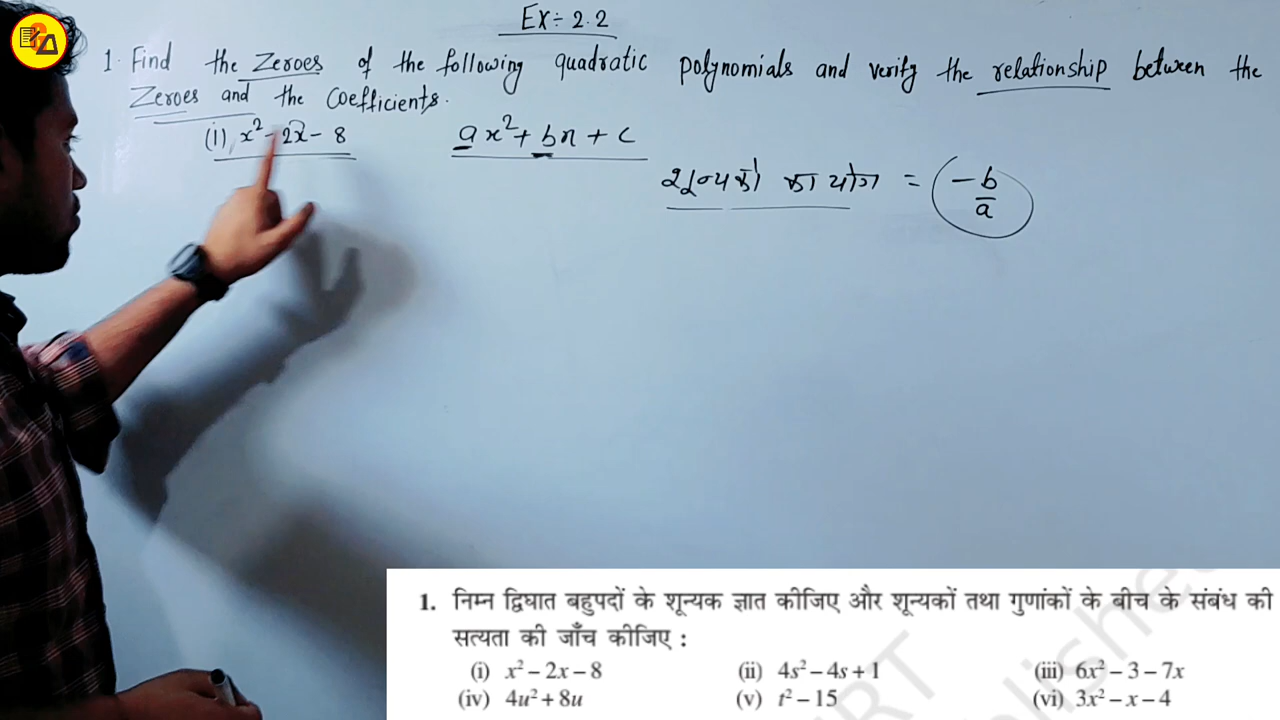 EX÷ 2.2
1. Find the Zeroes of the following quadratic polynomials and verify the relationship between the
Zeroes and the Coefficients.
(i) x² - 2x - 8 ax² + bx + c
शून्यकों का योग = -b/a
1. निम्न द्विघात बहुपदों के शून्यक ज्ञात कीजिए और शून्यकों तथा गुणांकों के बीच के संबंध की
सत्यता की जाँच कीजिए :
(i) x² – 2x – 8 (ii) 4s² – 4s + 1 (iii) 6x² – 3 – 7x
(iv) 4u² + 8u (v) t² – 15 (vi) 3x² – x – 4